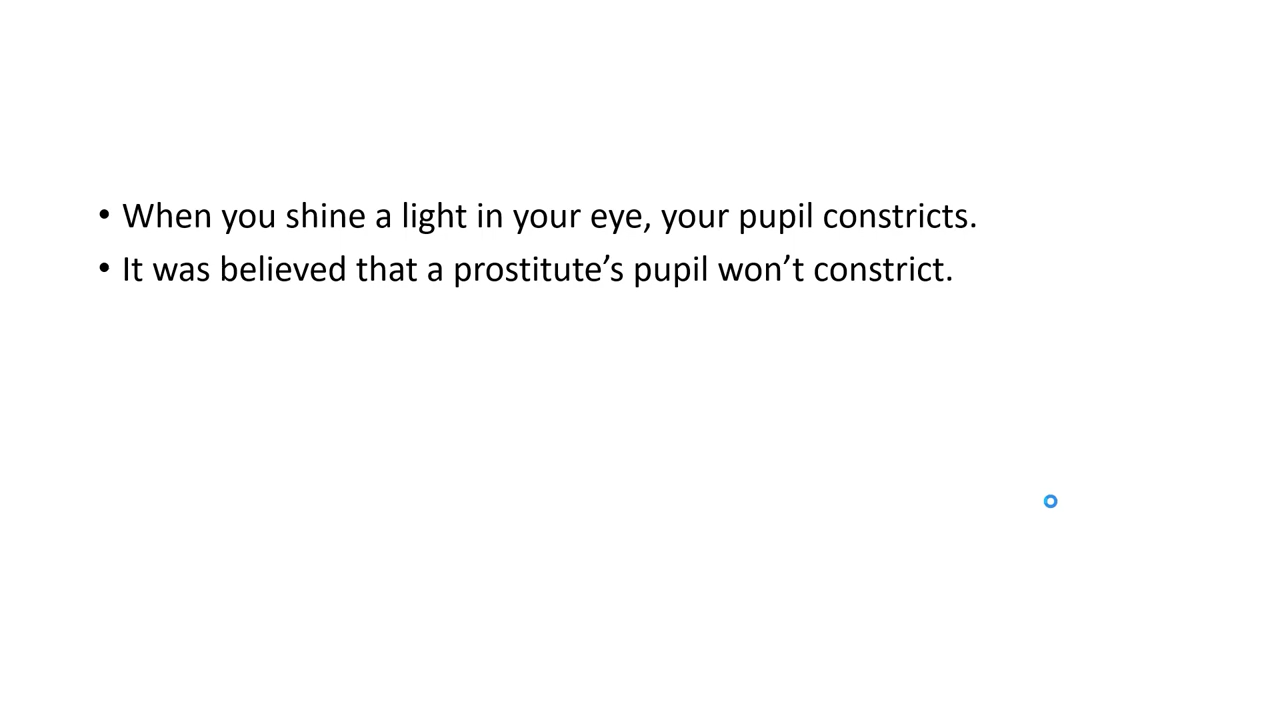 • When you shine a light in your eye, your pupil constricts.
• It was believed that a prostitute’s pupil won’t constrict.